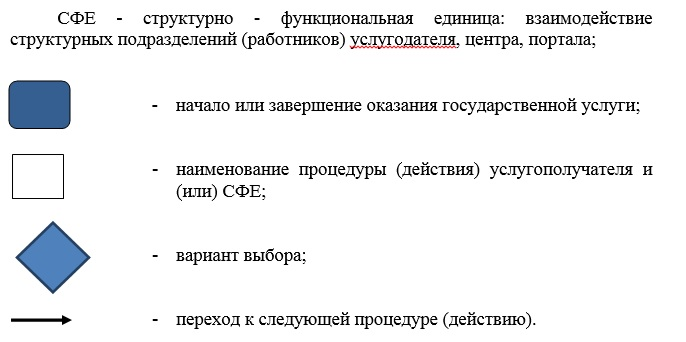 СФЕ - структурно - функциональная единица: взаимодействие
структурных подразделений (работников) услугодателя, центра, портала;
- начало или завершение оказания государственной услуги;
- наименование процедуры (действия) услугополучателя и
(или) СФЕ;
- вариант выбора;
- переход к следующей процедуре (действию).